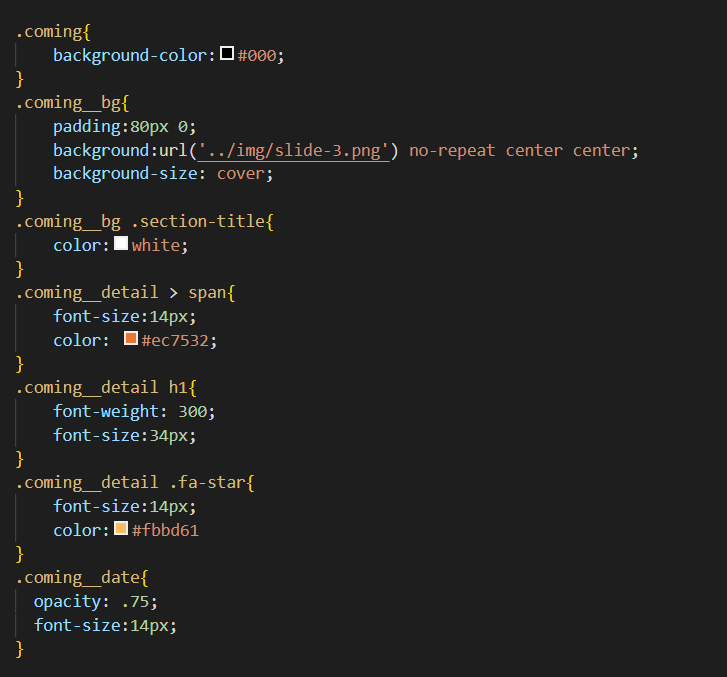 .coming{
    background-color:#000;
}
.coming__bg{
    padding:80px 0;
    background:url('../img/slide-3.png') no-repeat center center;
    background-size: cover;
}
.coming__bg .section-title{
    color:white;
}
.coming__detail > span{
    font-size:14px;
    color: #ec7532;
}
.coming__detail h1{
    font-weight: 300;
    font-size:34px;
}
.coming__detail .fa-star{
    font-size:14px;
    color:#fbbd61
}
.coming__date{
  opacity: .75;
  font-size:14px;
}